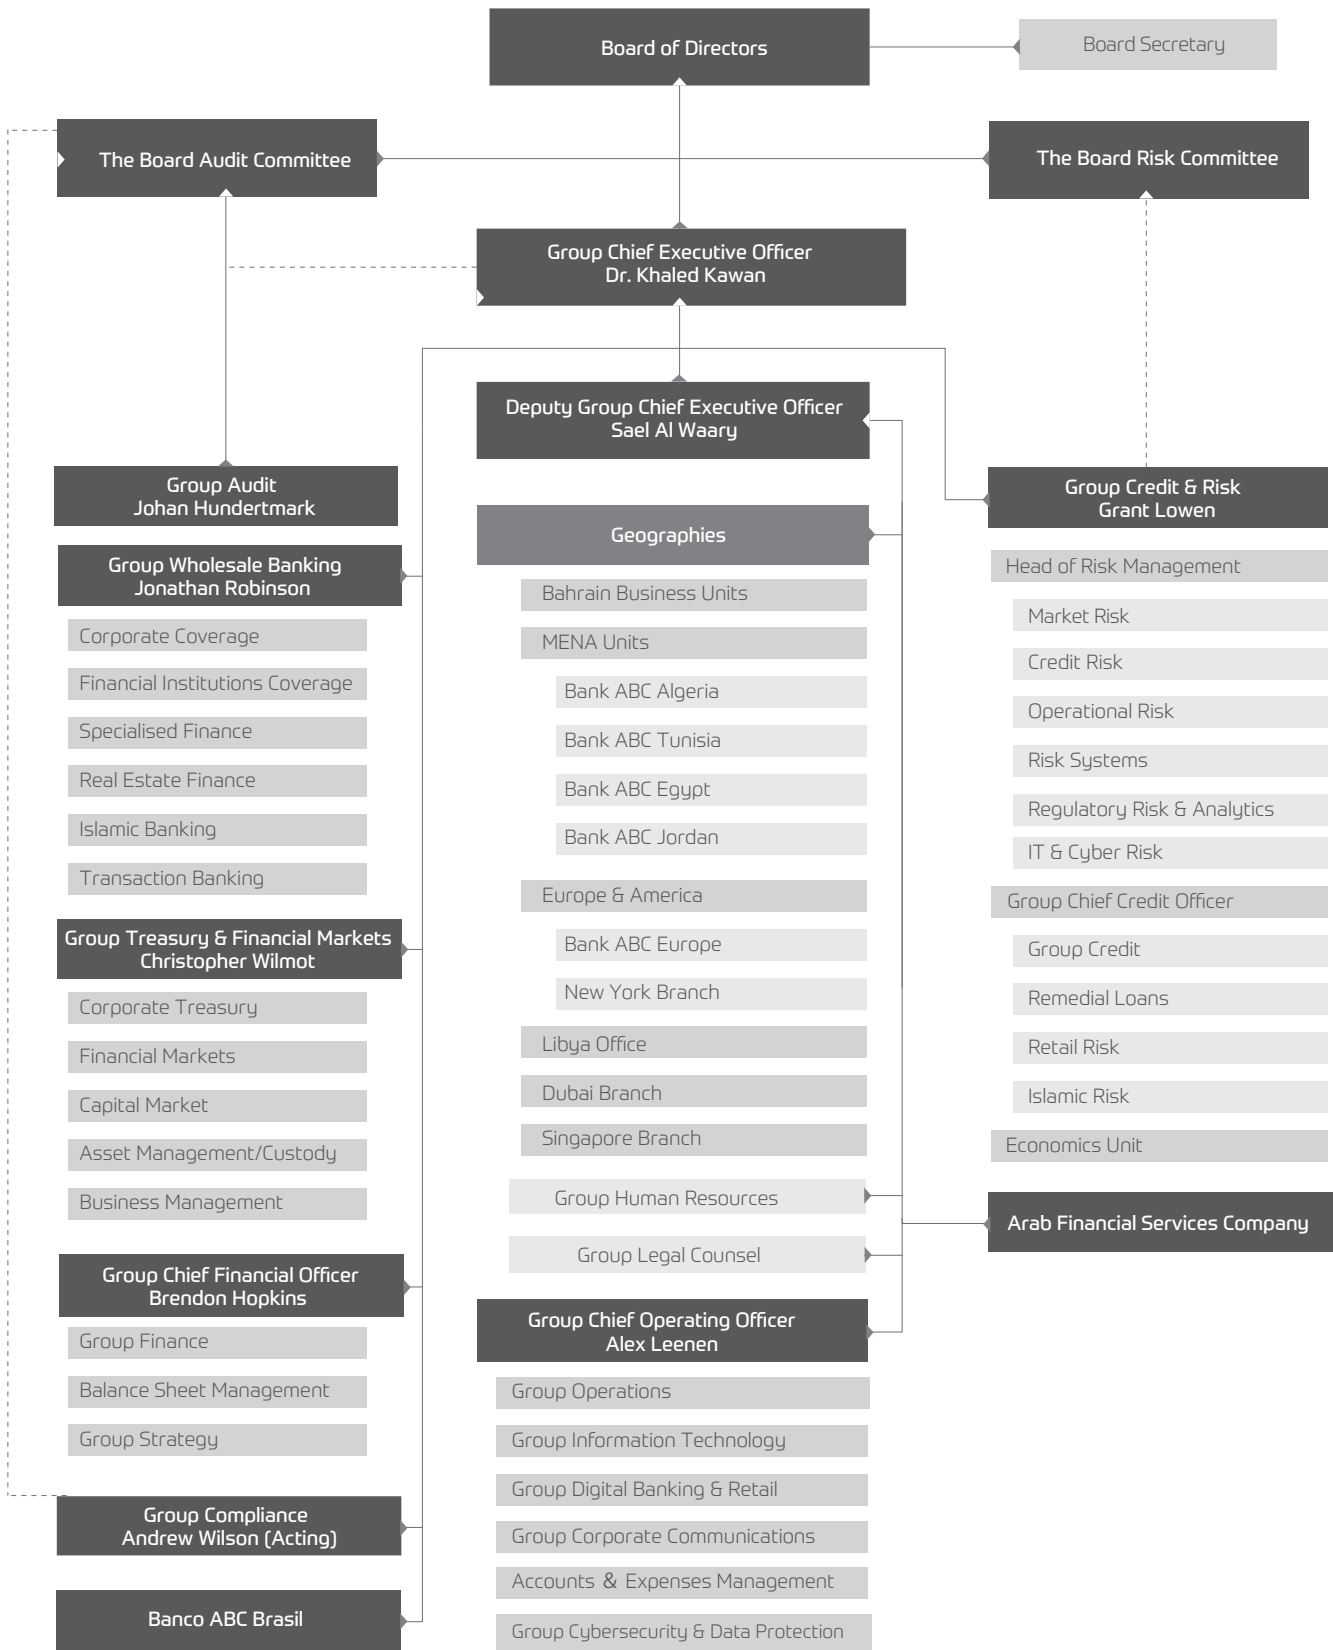 Board of Directors
Board Secretary
The Board Audit Committee
The Board Risk Committee
Group Chief Executive Officer
Dr. Khaled Kawan
Deputy Group Chief Executive Officer
Sael Al Waary
Group Audit
Johan Hundertmark
Group Wholesale Banking
Jonathan Robinson
Corporate Coverage
Financial Institutions Coverage
Specialised Finance
Real Estate Finance
Islamic Banking
Transaction Banking
Group Treasury & Financial Markets
Christopher Wilmot
Corporate Treasury
Financial Markets
Capital Market
Asset Management/Custody
Business Management
Group Chief Financial Officer
Brendon Hopkins
Group Finance
Balance Sheet Management
Group Strategy
Group Compliance
Andrew Wilson (Acting)
Banco ABC Brasil
Geographies
Bahrain Business Units
MENA Units
Bank ABC Algeria
Bank ABC Tunisia
Bank ABC Egypt
Bank ABC Jordan
Europe & America
Bank ABC Europe
New York Branch
Libya Office
Dubai Branch
Singapore Branch
Group Human Resources
Group Legal Counsel
Group Chief Operating Officer
Alex Leenen
Group Operations
Group Information Technology
Group Digital Banking & Retail
Group Corporate Communications
Accounts & Expenses Management
Group Cybersecurity & Data Protection
Group Credit & Risk
Grant Lowen
Head of Risk Management
Market Risk
Credit Risk
Operational Risk
Risk Systems
Regulatory Risk & Analytics
IT & Cyber Risk
Group Chief Credit Officer
Group Credit
Remedial Loans
Retail Risk
Islamic Risk
Economics Unit
Arab Financial Services Company